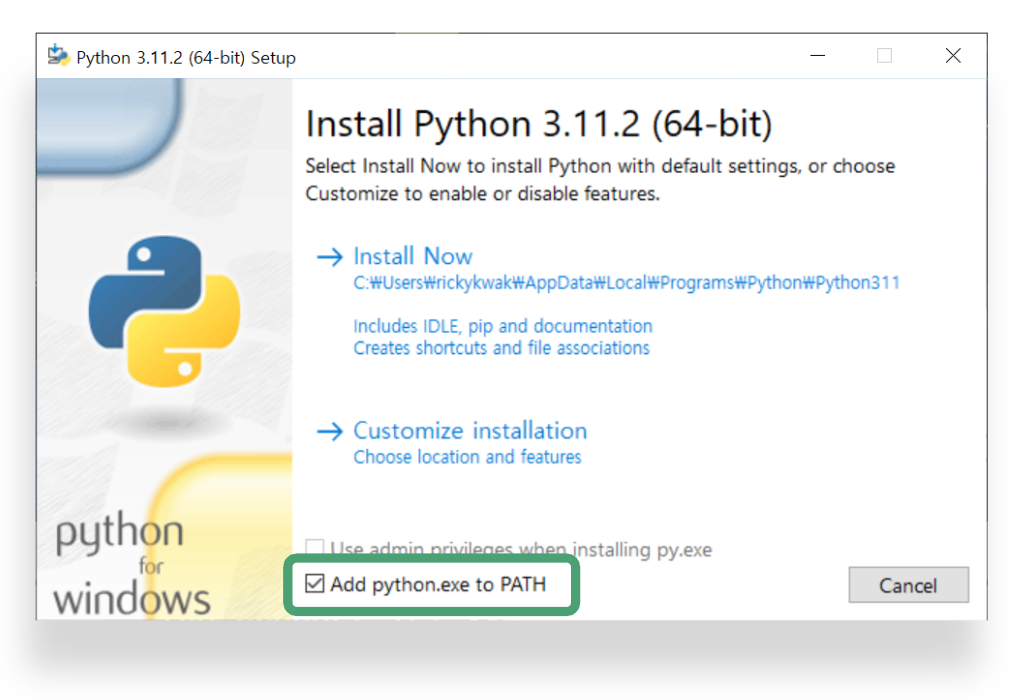 Python 3.11.2 (64-bit) Setup
Install Python 3.11.2 (64-bit)
Select Install Now to install Python with default settings, or choose
Customize to enable or disable features.
→ Install Now
C:₩Users₩rickykwak₩AppData₩Local₩Programs₩Python₩Python311
Includes IDLE, pip and documentation
Creates shortcuts and file associations
→ Customize installation
Choose location and features
Use admin privileges when installing py.exe
Add python.exe to PATH
Cancel
python
for
windows